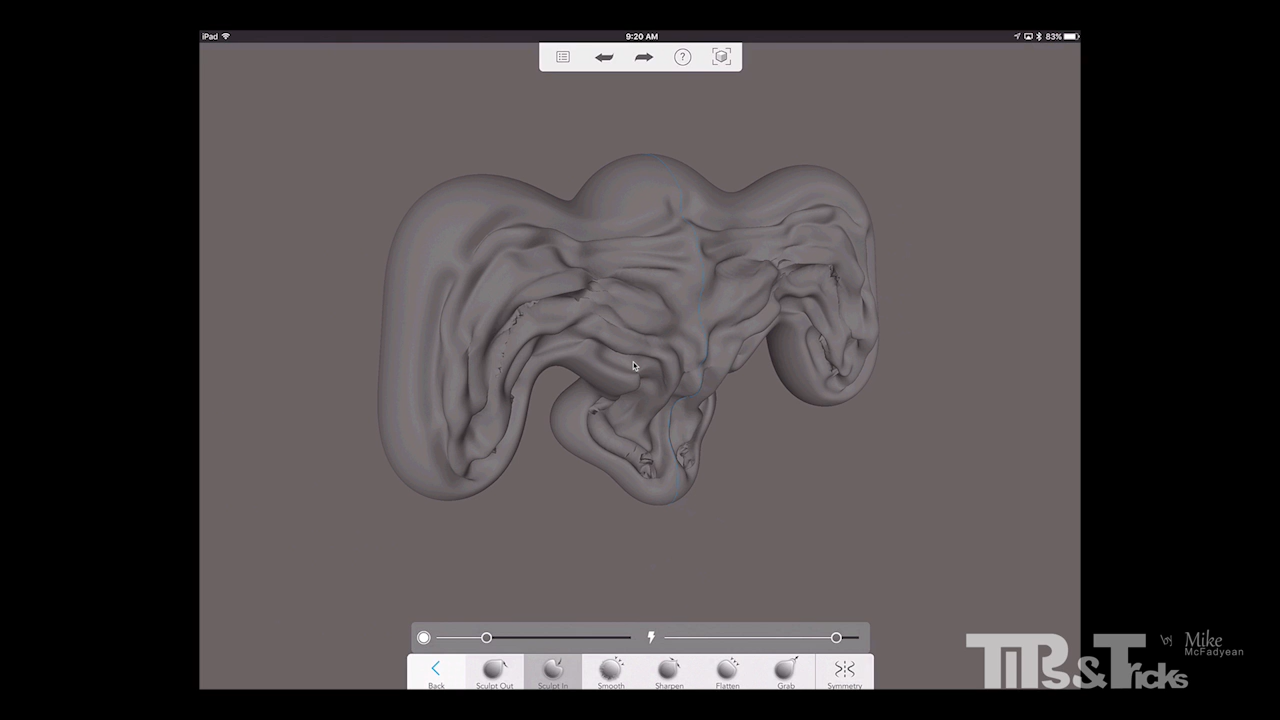 iPad
9:20 AM
83%
?
Back
Sculpt Out
Sculpt In
Smooth
Sharpen
Flatten
Grab
Symmetry
TiPs & Tricks
by Mike
McFadyean